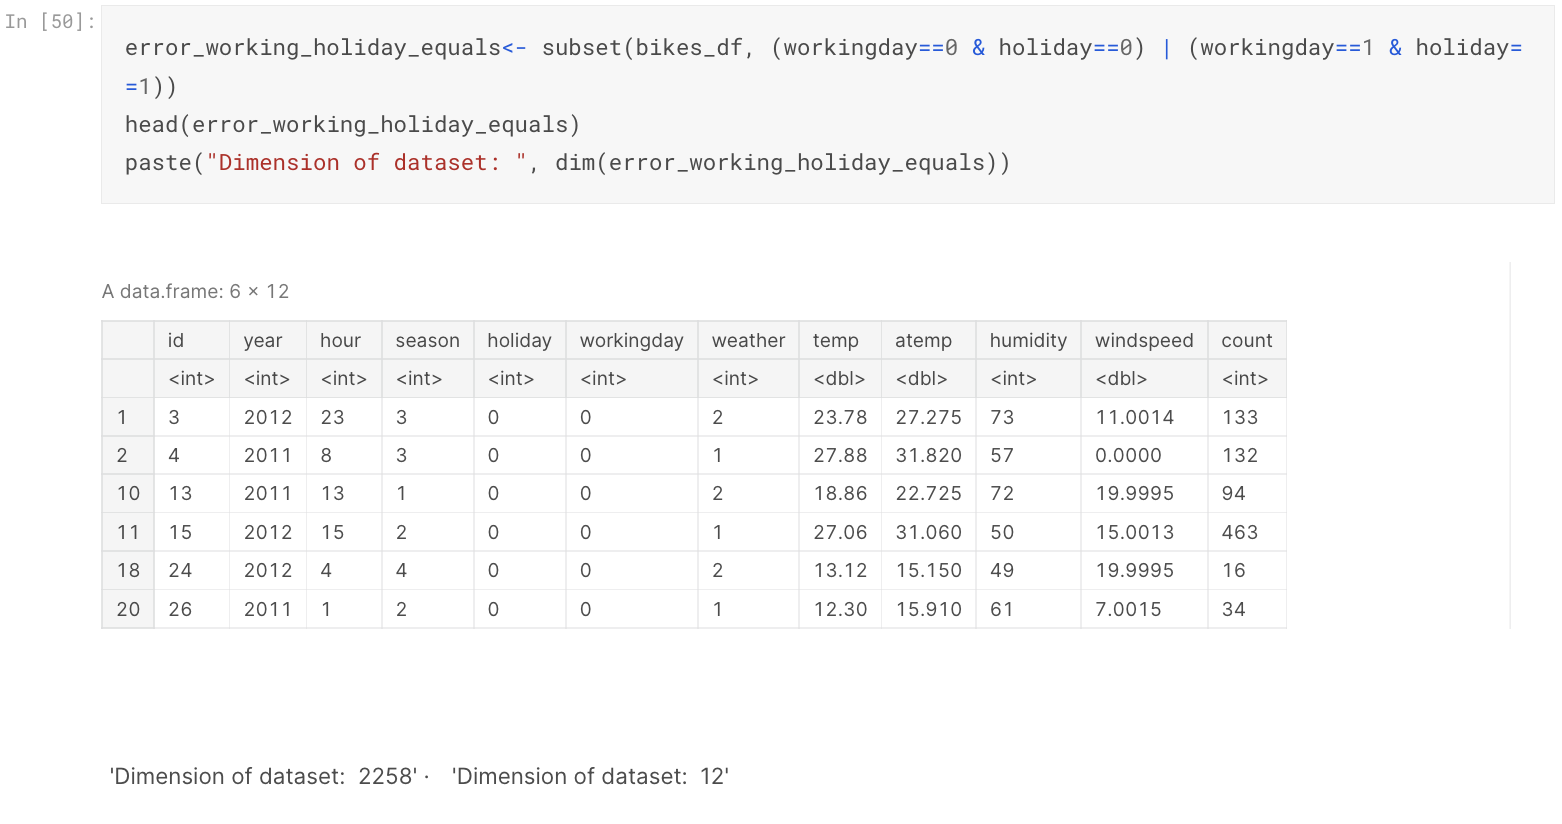 In [50]:
error_working_holiday_equals<- subset(bikes_df, (workingday==0 & holiday==0) | (workingday==1 & holiday=
=1))
head(error_working_holiday_equals)
paste("Dimension of dataset: ", dim(error_working_holiday_equals))
A data.frame: 6 × 12
id year hour season holiday workingday weather temp atemp humidity windspeed count
<int> <int> <int> <int> <int> <int> <int> <dbl> <dbl> <int> <dbl> <int>
1 3 2012 23 3 0 0 2 23.78 27.275 73 11.0014 133
2 4 2011 8 3 0 0 1 27.88 31.820 57 0.0000 132
10 13 2011 13 1 0 0 2 18.86 22.725 72 19.9995 94
11 15 2012 15 2 0 0 1 27.06 31.060 50 15.0013 463
18 24 2012 4 4 0 0 2 13.12 15.150 49 19.9995 16
20 26 2011 1 2 0 0 1 12.30 15.910 61 7.0015 34
'Dimension of dataset:  2258' · 'Dimension of dataset:  12'